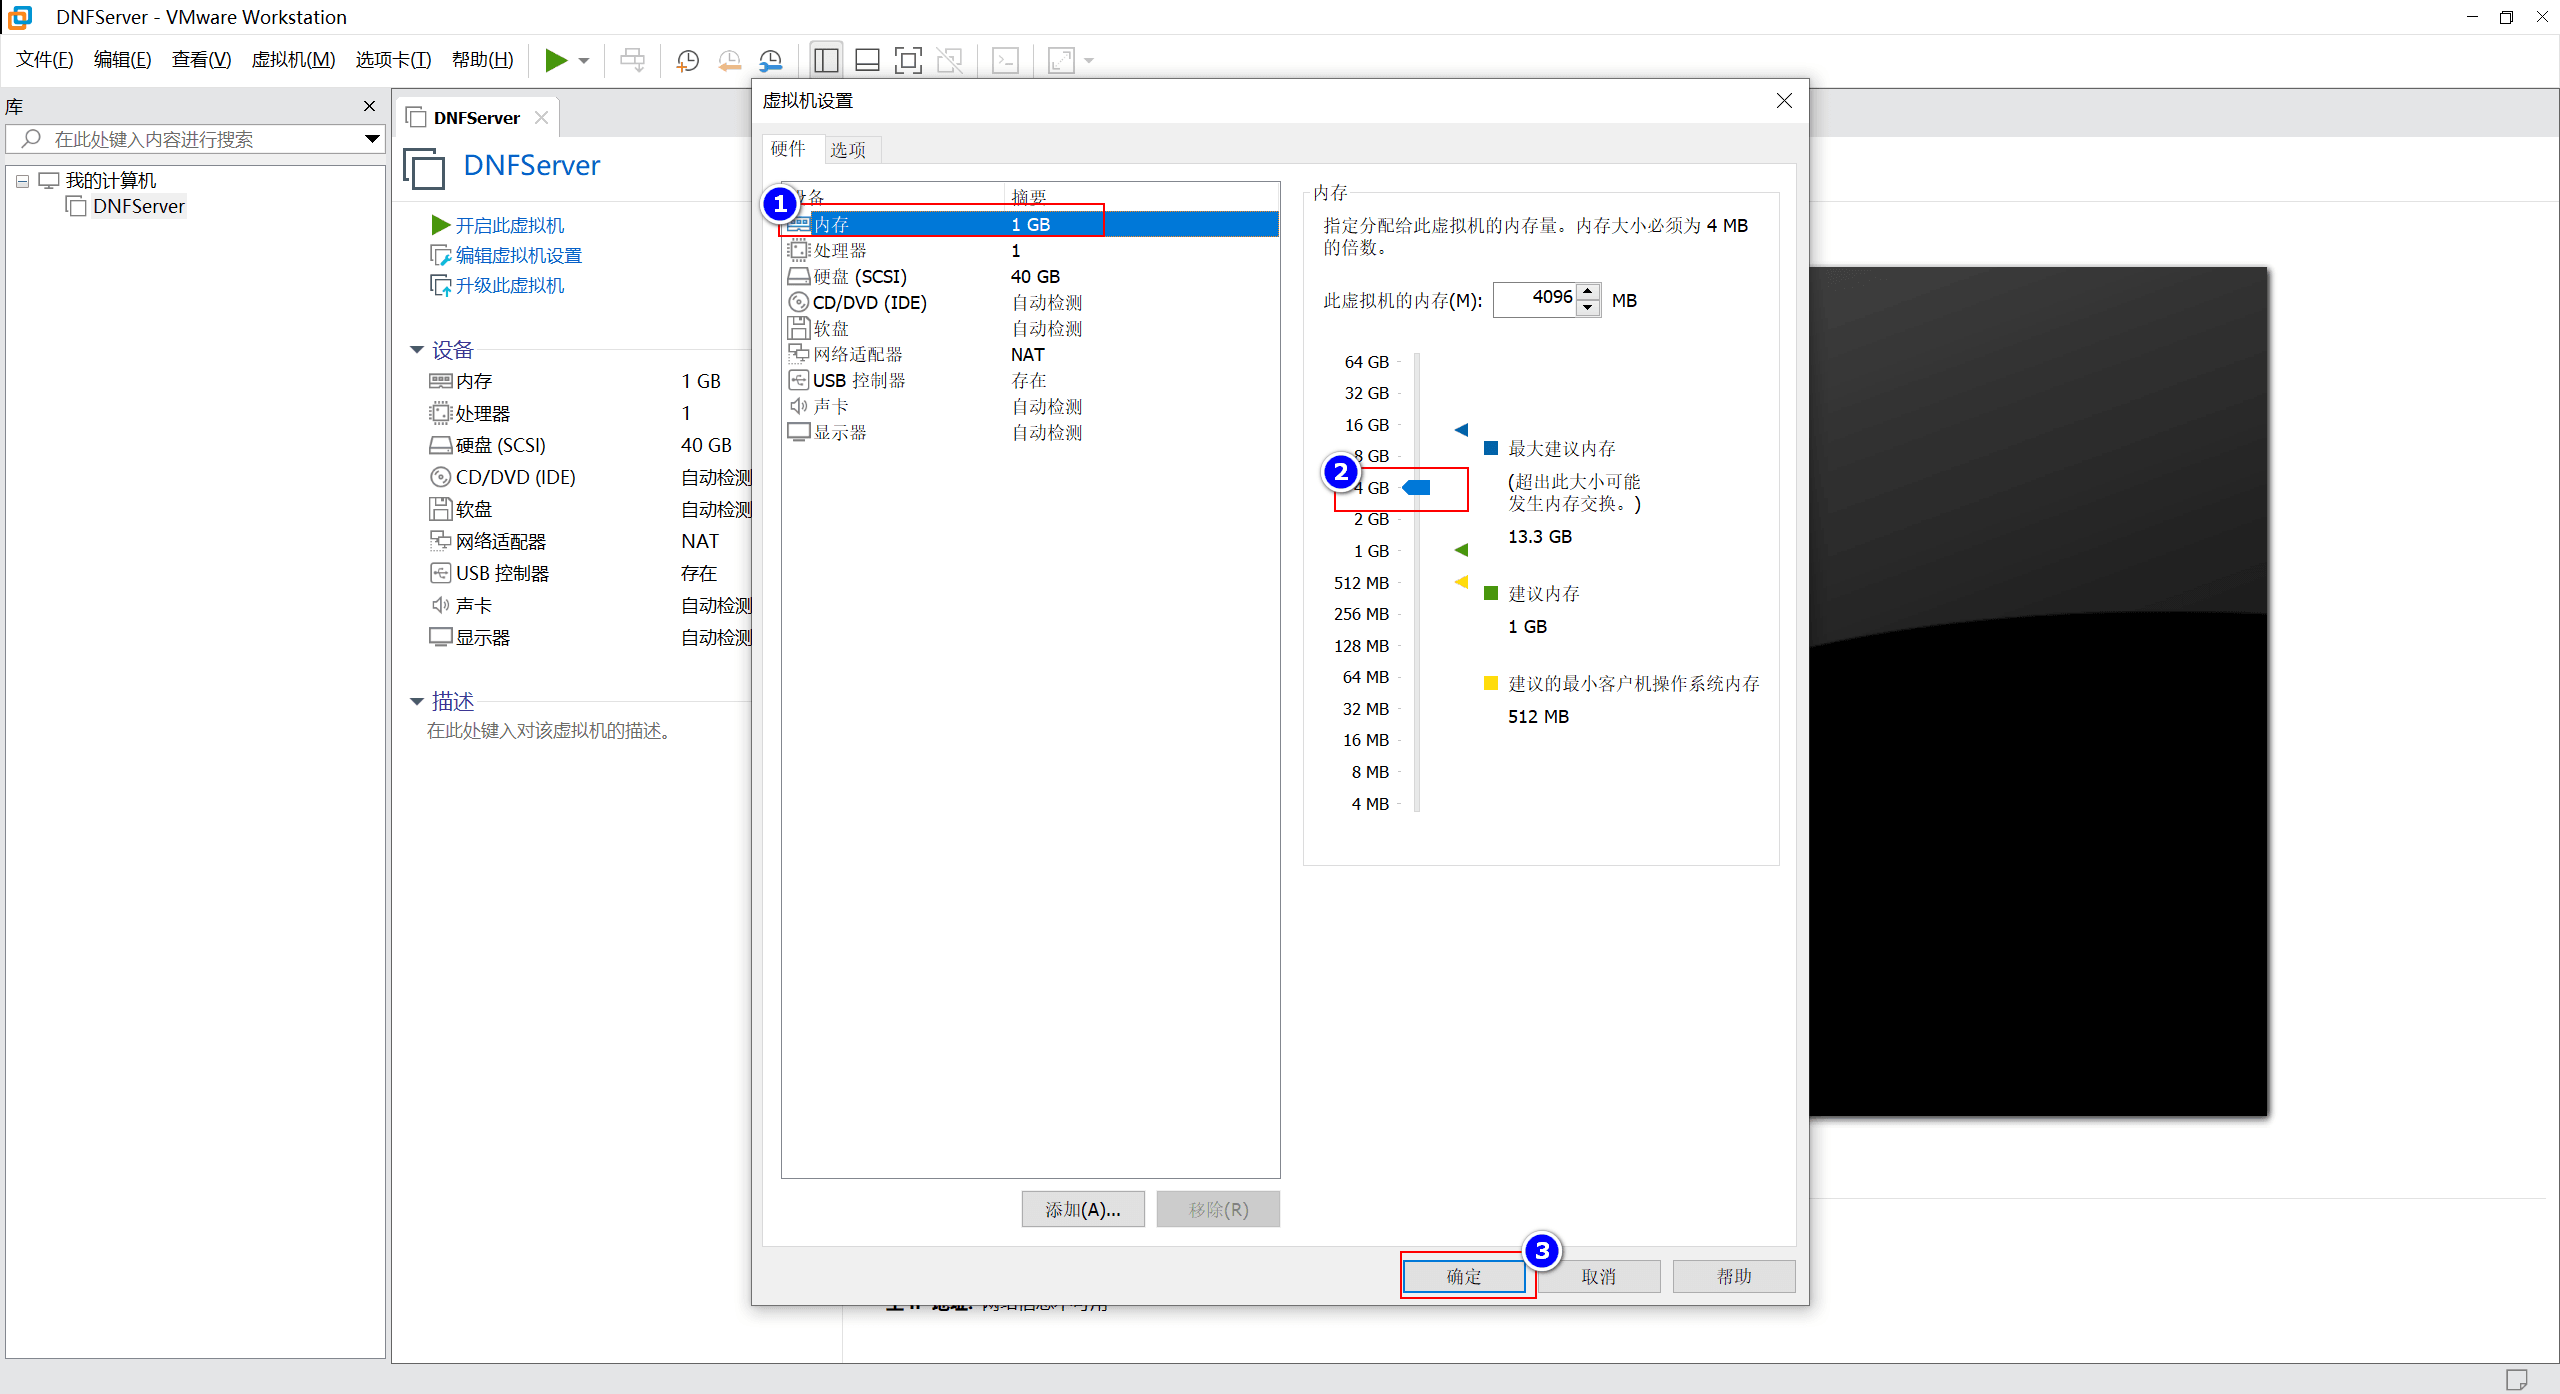 DNFServer - VMware Workstation
文件(F) 编辑(E) 查看(V) 虚拟机(M) 选项卡(T) 帮助(H)
库
在此处键入内容进行搜索
我的计算机
DNFServer
DNFServer
DNFServer
开启此虚拟机
编辑虚拟机设置
升级此虚拟机
设备
内存 1 GB
处理器 1
硬盘 (SCSI) 40 GB
CD/DVD (IDE) 自动检测
软盘 自动检测
网络适配器 NAT
USB 控制器 存在
声卡 自动检测
显示器 自动检测
描述
在此处键入对该虚拟机的描述。
虚拟机设置
硬件 选项
设备 摘要
1
内存 1 GB
处理器 1
硬盘 (SCSI) 40 GB
CD/DVD (IDE) 自动检测
软盘 自动检测
网络适配器 NAT
USB 控制器 存在
声卡 自动检测
显示器 自动检测
添加(A)... 移除(R)
内存
指定分配给此虚拟机的内存量。内存大小必须为 4 MB
的倍数。
此虚拟机的内存(M): 4096 MB
64 GB
32 GB
16 GB
8 GB
2
4 GB
2 GB
1 GB
512 MB
256 MB
128 MB
64 MB
32 MB
16 MB
8 MB
4 MB
最大建议内存
(超出此大小可能
发生内存交换。)
13.3 GB
建议内存
1 GB
建议的最小客户机操作系统内存
512 MB
3
确定 取消 帮助